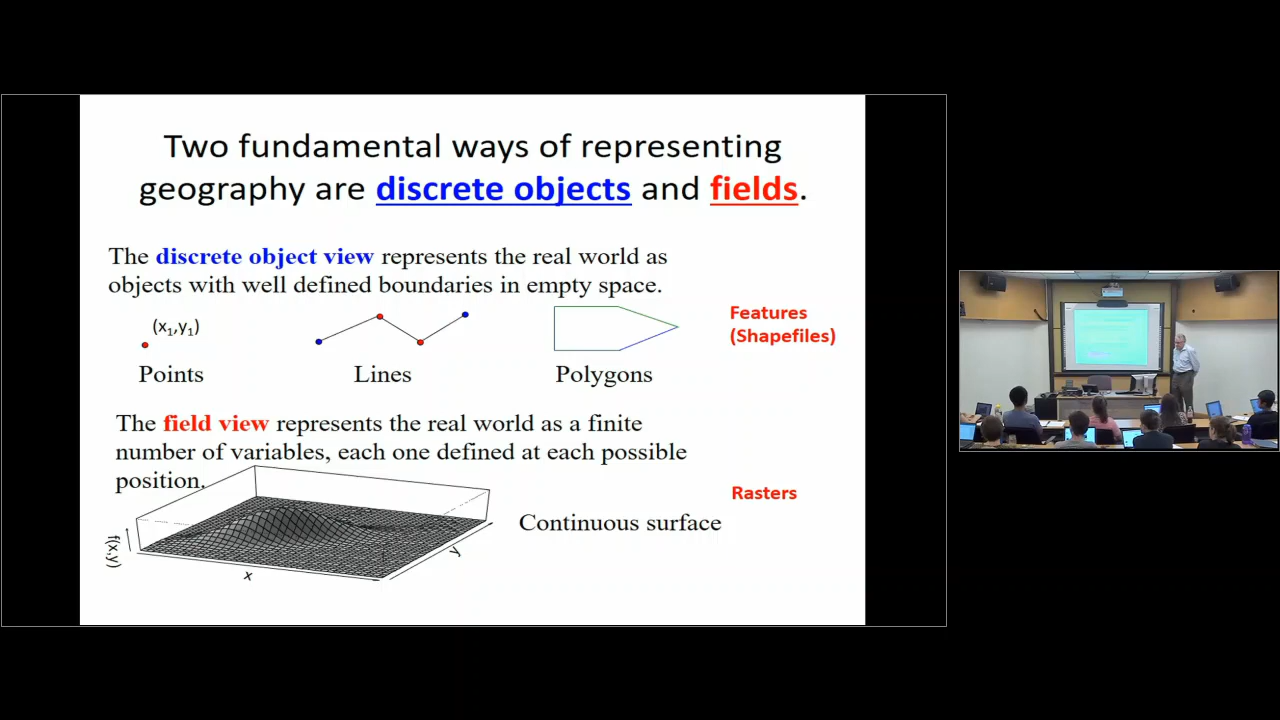 Two fundamental ways of representing
geography are discrete objects and fields.
The discrete object view represents the real world as
objects with well defined boundaries in empty space.
(x₁,y₁)
Points
Lines
Polygons
Features
(Shapefiles)
The field view represents the real world as a finite
number of variables, each one defined at each possible
position.
Rasters
Continuous surface
f(x,y)
x
y